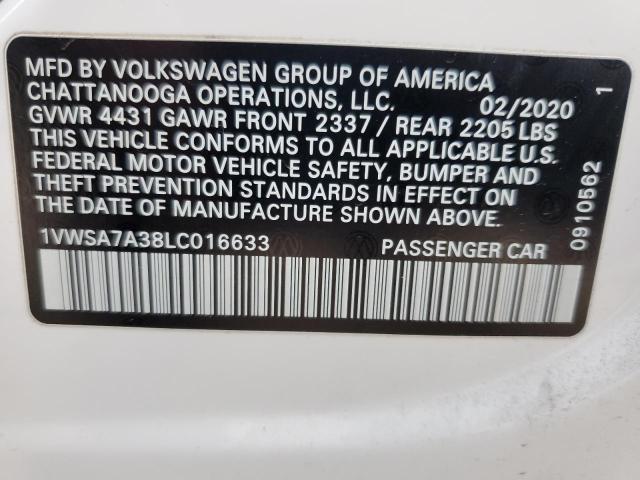 MFD BY VOLKSWAGEN GROUP OF AMERICA
CHATTANOOGA OPERATIONS, LLC. 02/2020
GVWR 4431 GAWR FRONT 2337 / REAR 2205 LBS
THIS VEHICLE CONFORMS TO ALL APPLICABLE U.S.
FEDERAL MOTOR VEHICLE SAFETY, BUMPER AND
THEFT PREVENTION STANDARDS IN EFFECT ON
THE DATE OF MANUFACTURE SHOWN ABOVE.
1VWSA7A38LC016633 PASSENGER CAR
0910562 1